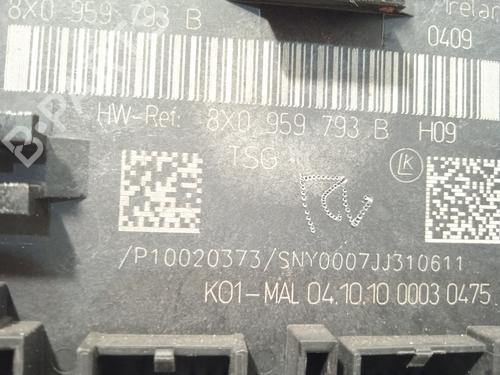 8X0 959 793 B
0409
HW-Ref: 8X0 959 793 B H09
TSG
LK
/P10020373/SNY0007JJ310611
K01-MAL 04.10.10 0003 0475